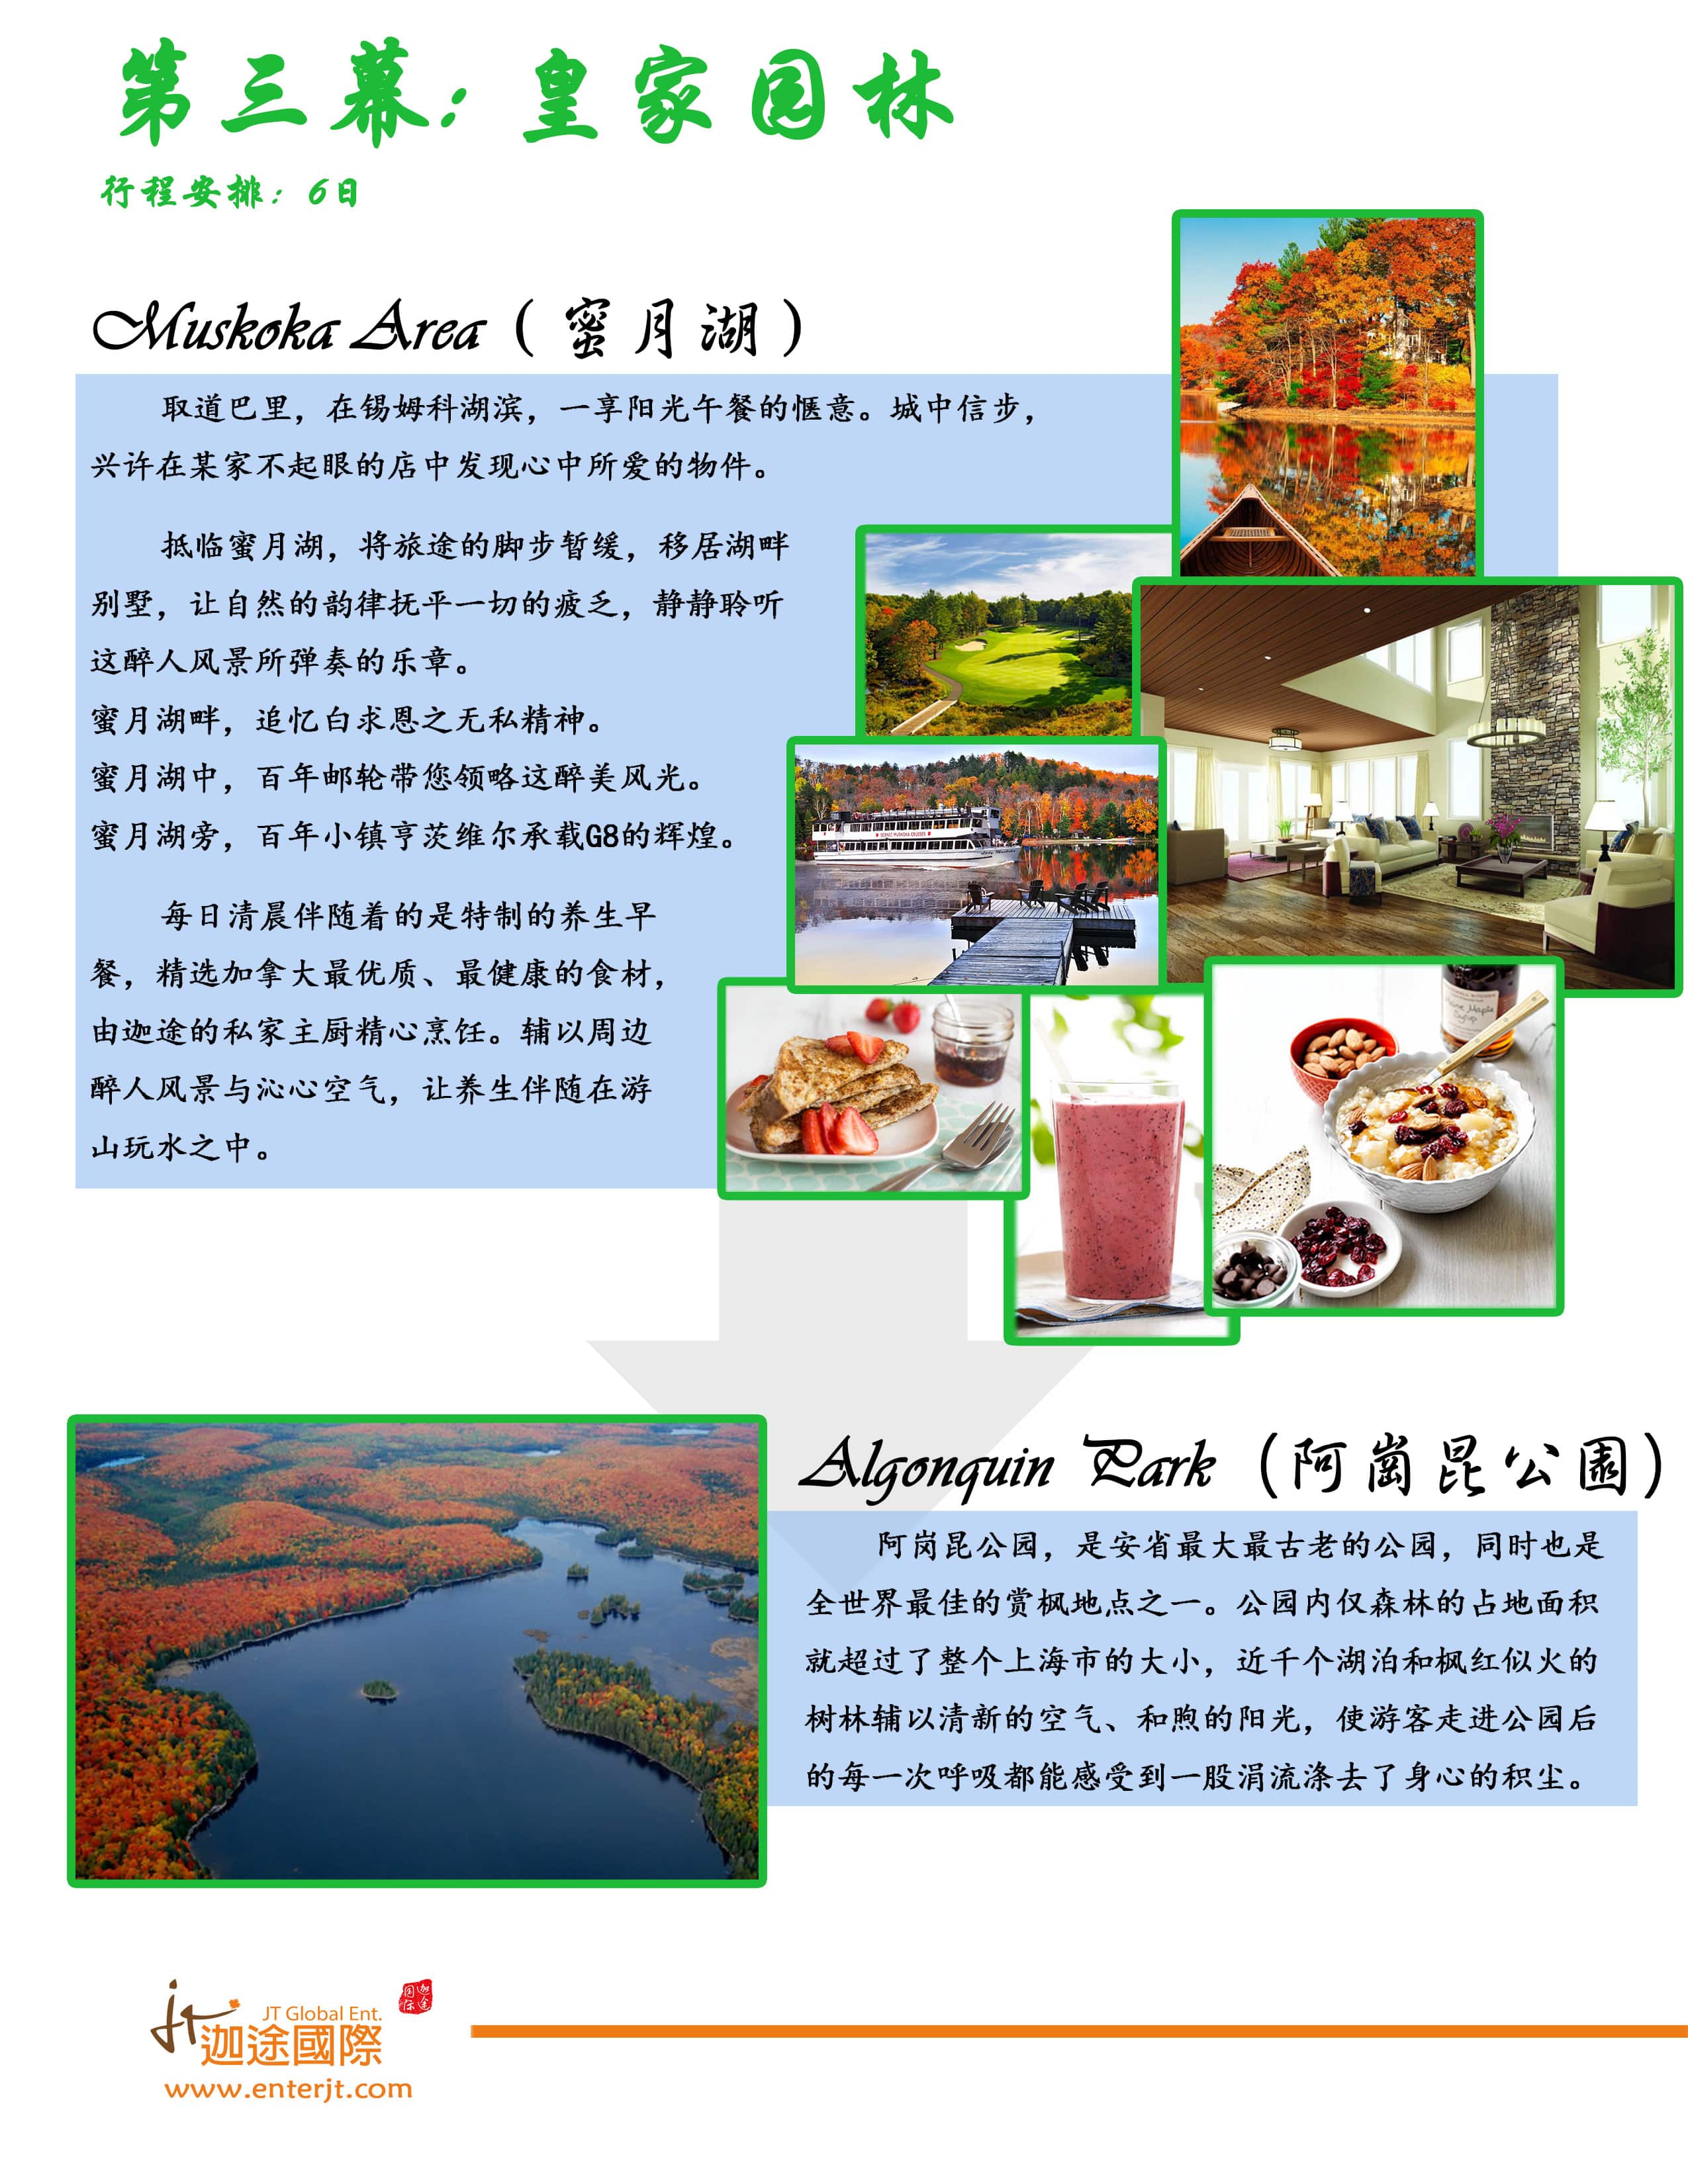 第三幕：皇家园林
行程安排：6日
Muskoka Area（蜜月湖）
取道巴里，在锡姆科湖滨，一享阳光午餐的惬意。城中信步，
兴许在某家不起眼的店中发现心中所爱的物件。
抵临蜜月湖，将旅途的脚步暂缓，移居湖畔
别墅，让自然的韵律抚平一切的疲乏，静静聆听
这醉人风景所弹奏的乐章。
蜜月湖畔，追忆白求恩之无私精神。
蜜月湖中，百年邮轮带您领略这醉美风光。
蜜月湖旁，百年小镇亨茨维尔承载G8的辉煌。
每日清晨伴随着的是特制的养生早
餐，精选加拿大最优质、最健康的食材，
由迦途的私家主厨精心烹饪。辅以周边
醉人风景与沁心空气，让养生伴随在游
山玩水之中。
Algonquin Park（阿崗昆公園）
阿岗昆公园，是安省最大最古老的公园，同时也是
全世界最佳的赏枫地点之一。公园内仅森林的占地面积
就超过了整个上海市的大小，近千个湖泊和枫红似火的
树林辅以清新的空气、和煦的阳光，使游客走进公园后
的每一次呼吸都能感受到一股涓流涤去了身心的积尘。
JT Global Ent.
迦途國際
迦途国际
www.enterjt.com